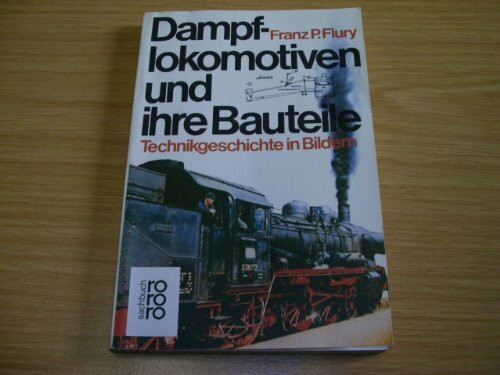 Dampf-
Franz P. Flury
lokomotiven
und
ihre Bauteile
Technikgeschichte in Bildern
sachbuch
ro
ro
ro